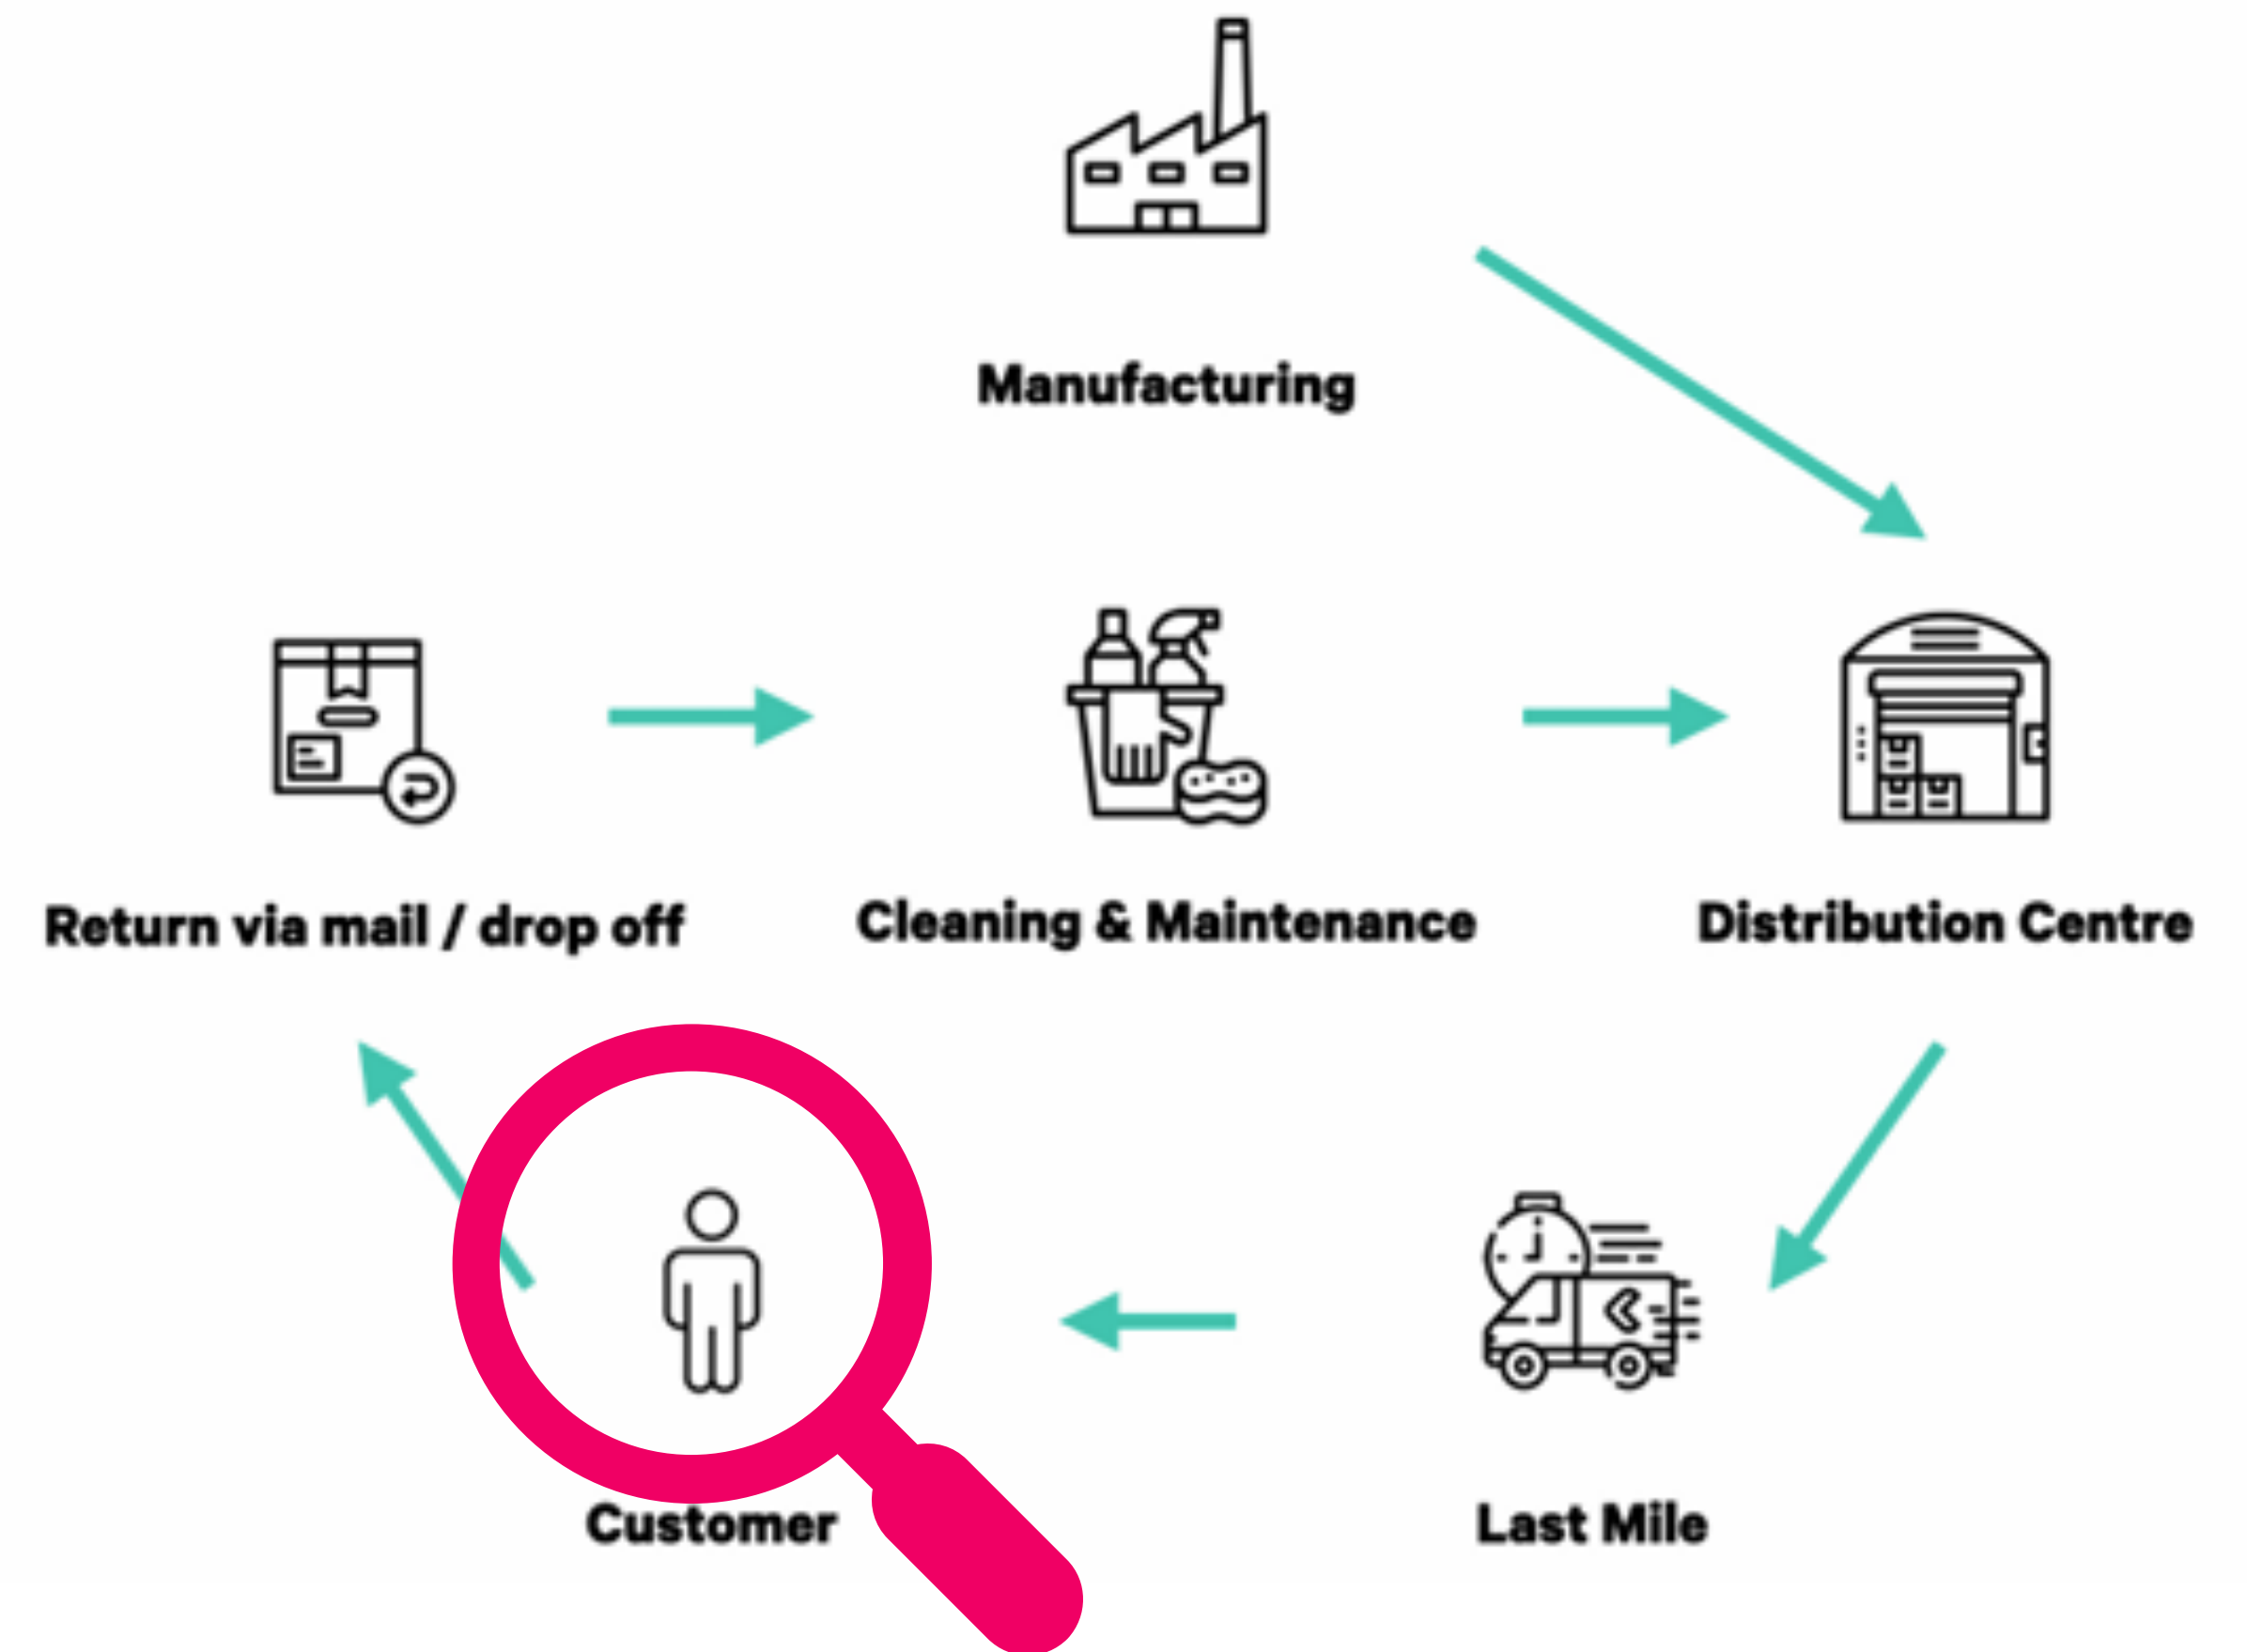 Manufacturing
Return via mail / drop off
Cleaning & Maintenance
Distribution Centre
Customer
Last Mile